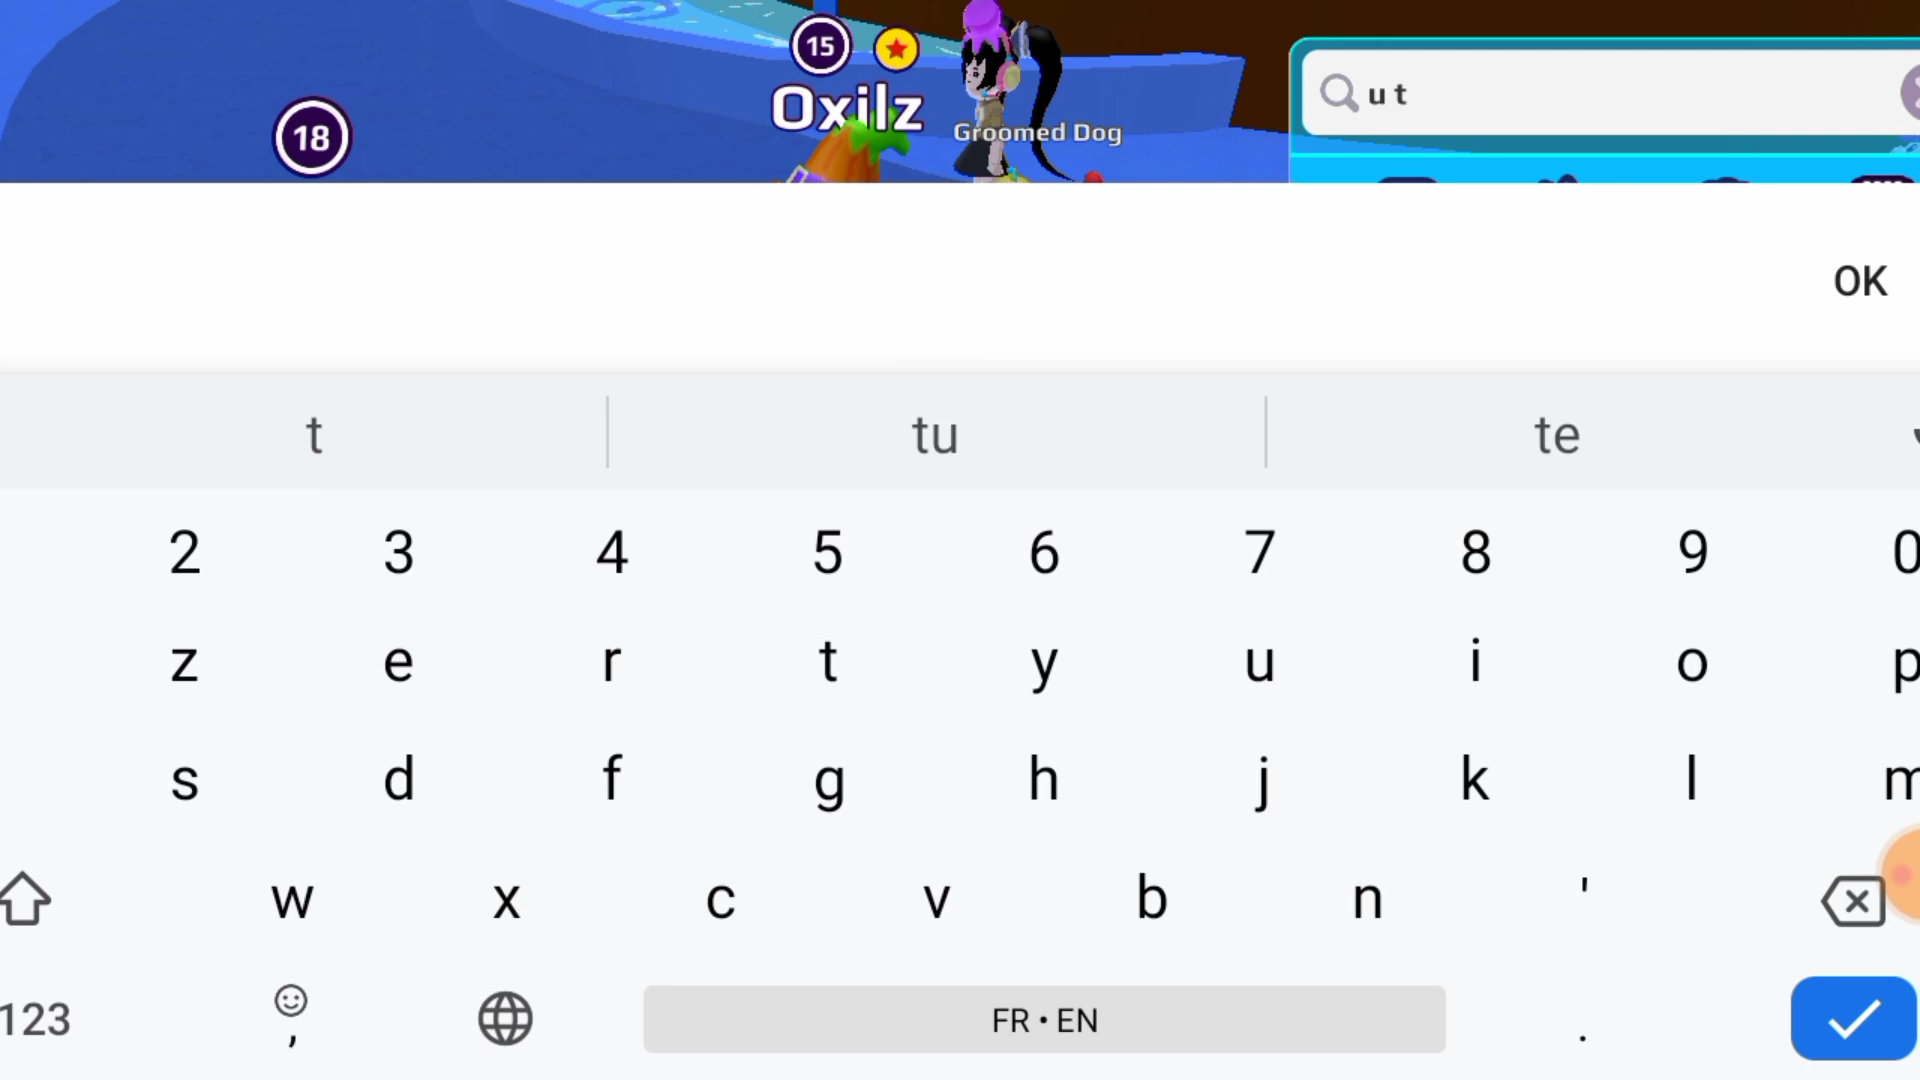 15
Oxilz
18
Groomed Dog
u t
OK
t tu te
2 3 4 5 6 7 8 9 0
z e r t y u i o p
s d f g h j k l m
w x c v b n '
123 , FR • EN .